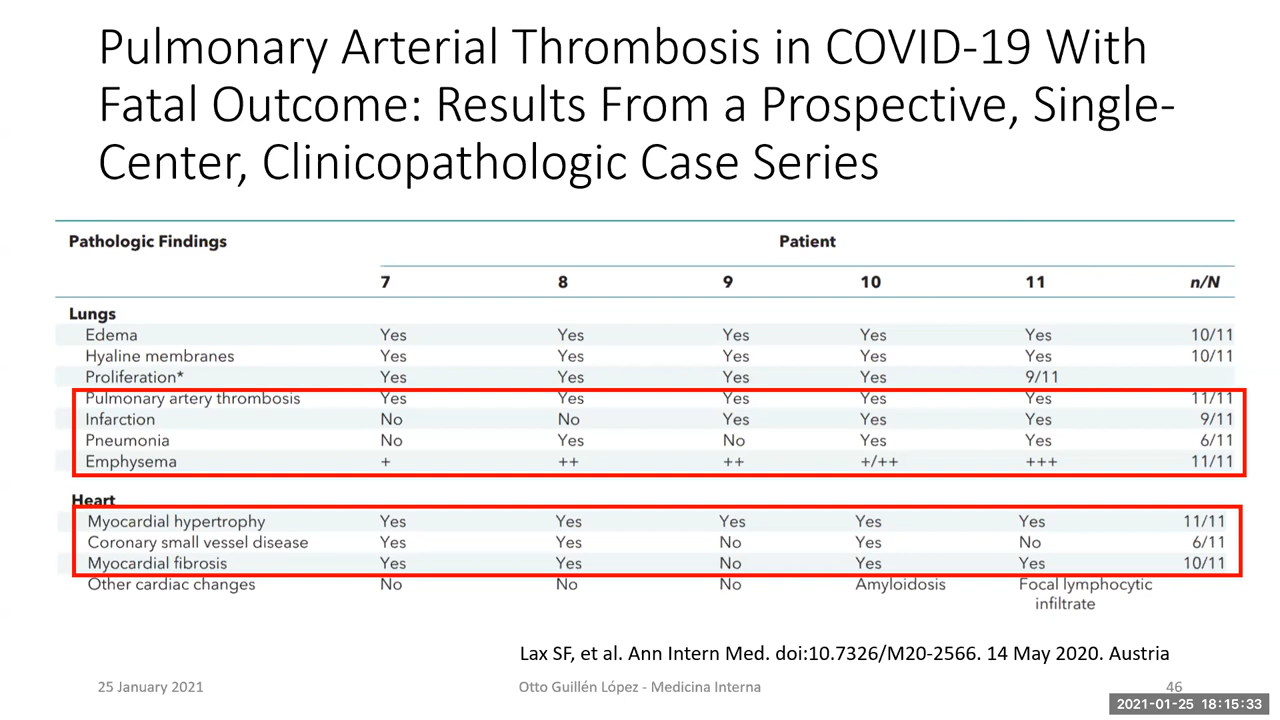 Pulmonary Arterial Thrombosis in COVID-19 With
Fatal Outcome: Results From a Prospective, Single-
Center, Clinicopathologic Case Series
Pathologic Findings Patient
7 8 9 10 11 n/N
Lungs
Edema Yes Yes Yes Yes Yes 10/11
Hyaline membranes Yes Yes Yes Yes Yes 10/11
Proliferation* Yes Yes Yes Yes 9/11
Pulmonary artery thrombosis Yes Yes Yes Yes Yes 11/11
Infarction No No Yes Yes Yes 9/11
Pneumonia No Yes No Yes Yes 6/11
Emphysema + ++ ++ +/++ +++ 11/11
Heart
Myocardial hypertrophy Yes Yes Yes Yes Yes 11/11
Coronary small vessel disease Yes Yes No Yes No 6/11
Myocardial fibrosis Yes Yes No Yes Yes 10/11
Other cardiac changes No No No Amyloidosis Focal lymphocytic
infiltrate
Lax SF, et al. Ann Intern Med. doi:10.7326/M20-2566. 14 May 2020. Austria
25 January 2021 Otto Guillén López - Medicina Interna 46
2021-01-25 18:15:33